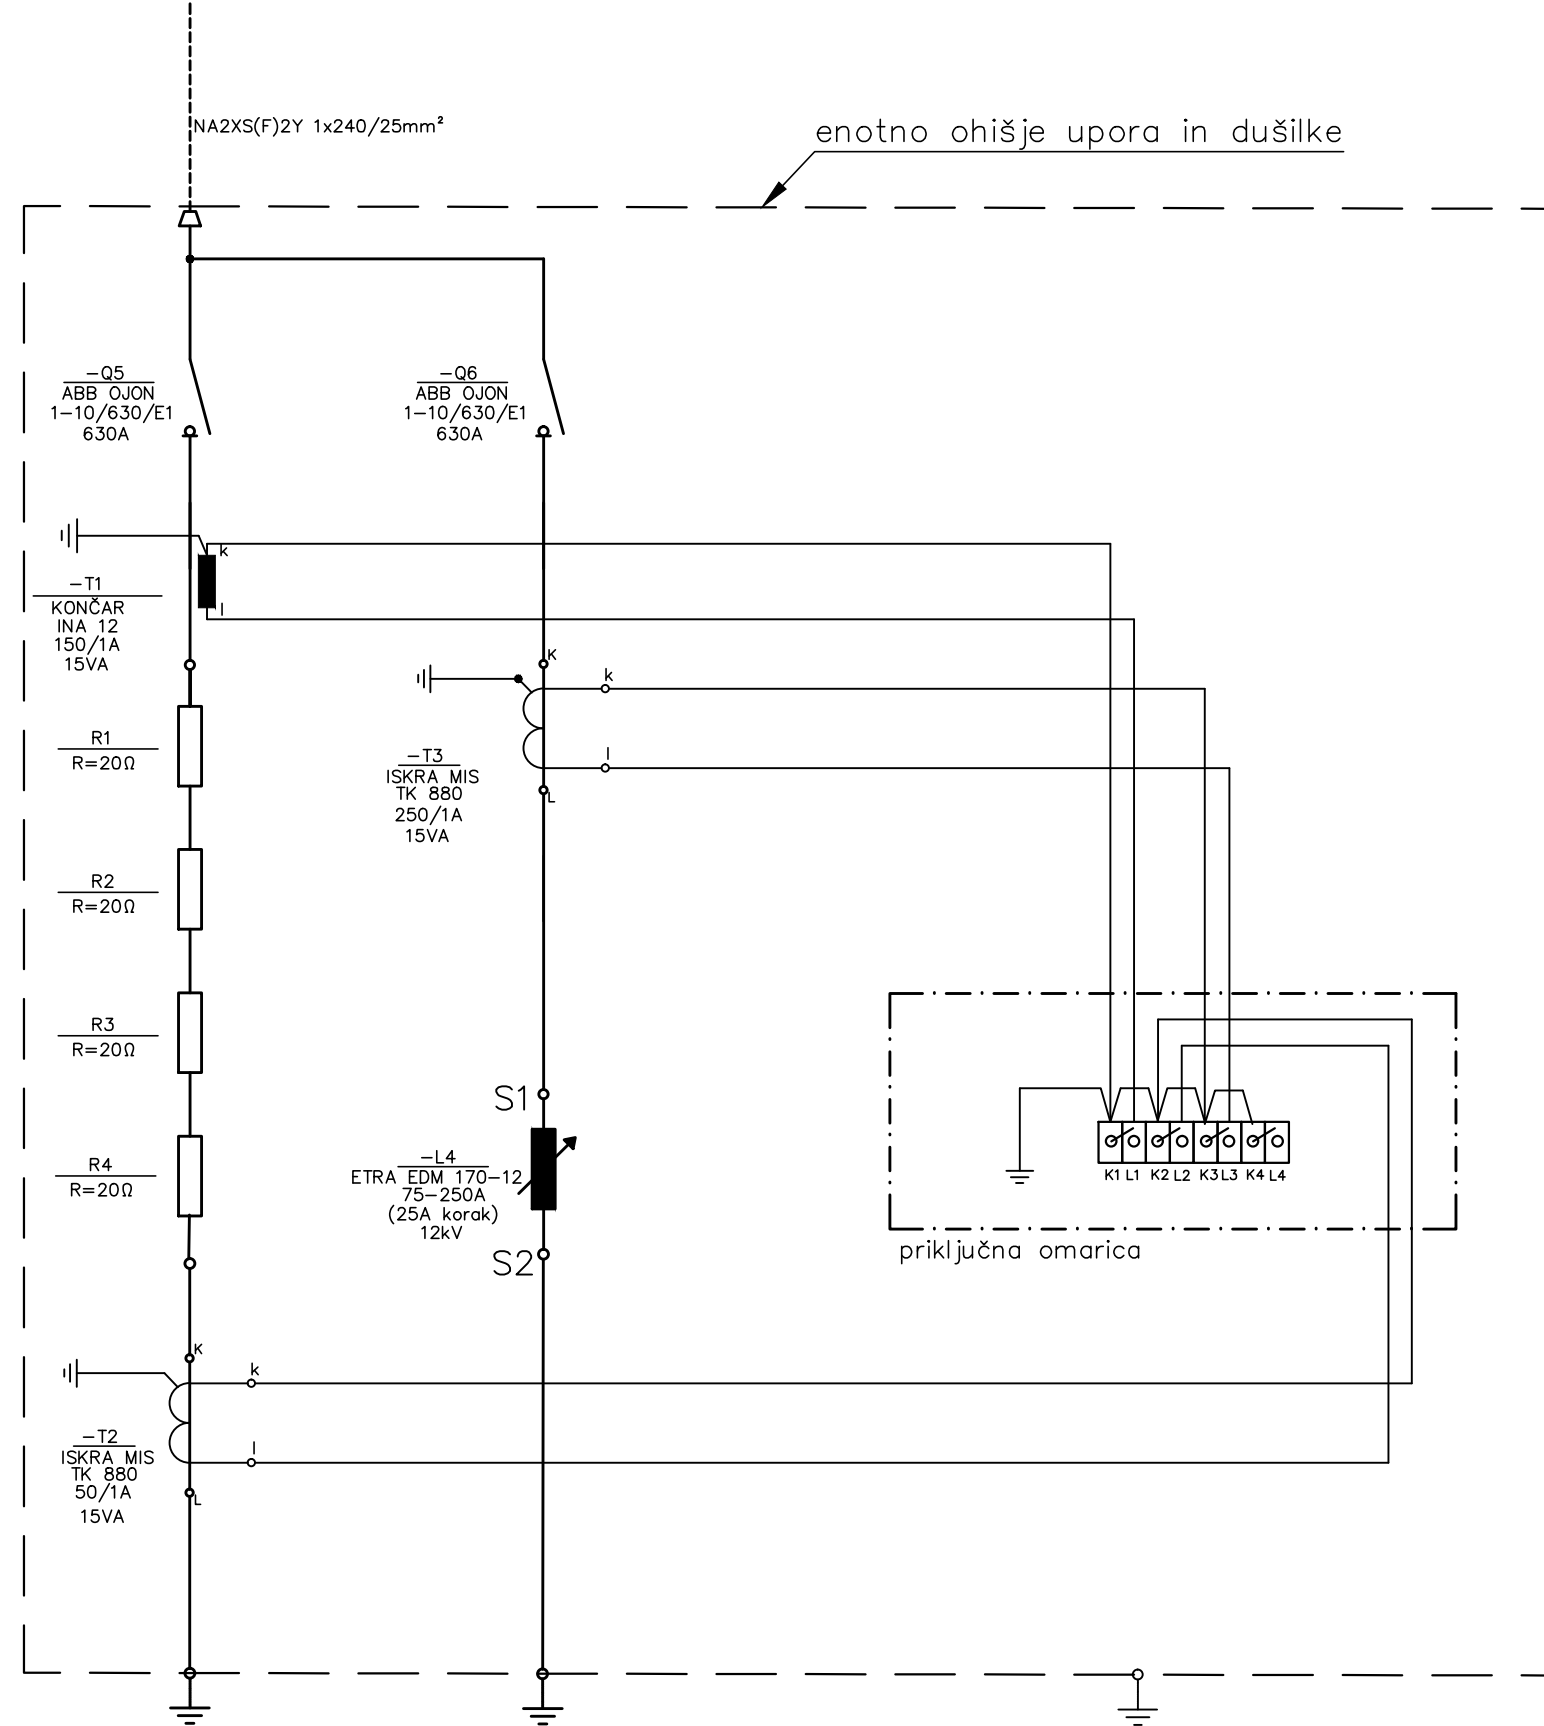 NA2XS(F)2Y 1x240/25mm²
enotno ohišje upora in dušilke
-Q5
ABB OJON
1-10/630/E1
630A
-Q6
ABB OJON
1-10/630/E1
630A
k
l
-T1
KONČAR
INA 12
150/1A
15VA
K
k
l
L
-T3
ISKRA MIS
TK 880
250/1A
15VA
R1
R=20Ω
R2
R=20Ω
R3
R=20Ω
R4
R=20Ω
S1
-L4
ETRA EDM 170-12
75-250A
(25A korak)
12kV
S2
K1 L1 K2 L2 K3 L3 K4 L4
priključna omarica
K
k
l
L
-T2
ISKRA MIS
TK 880
50/1A
15VA